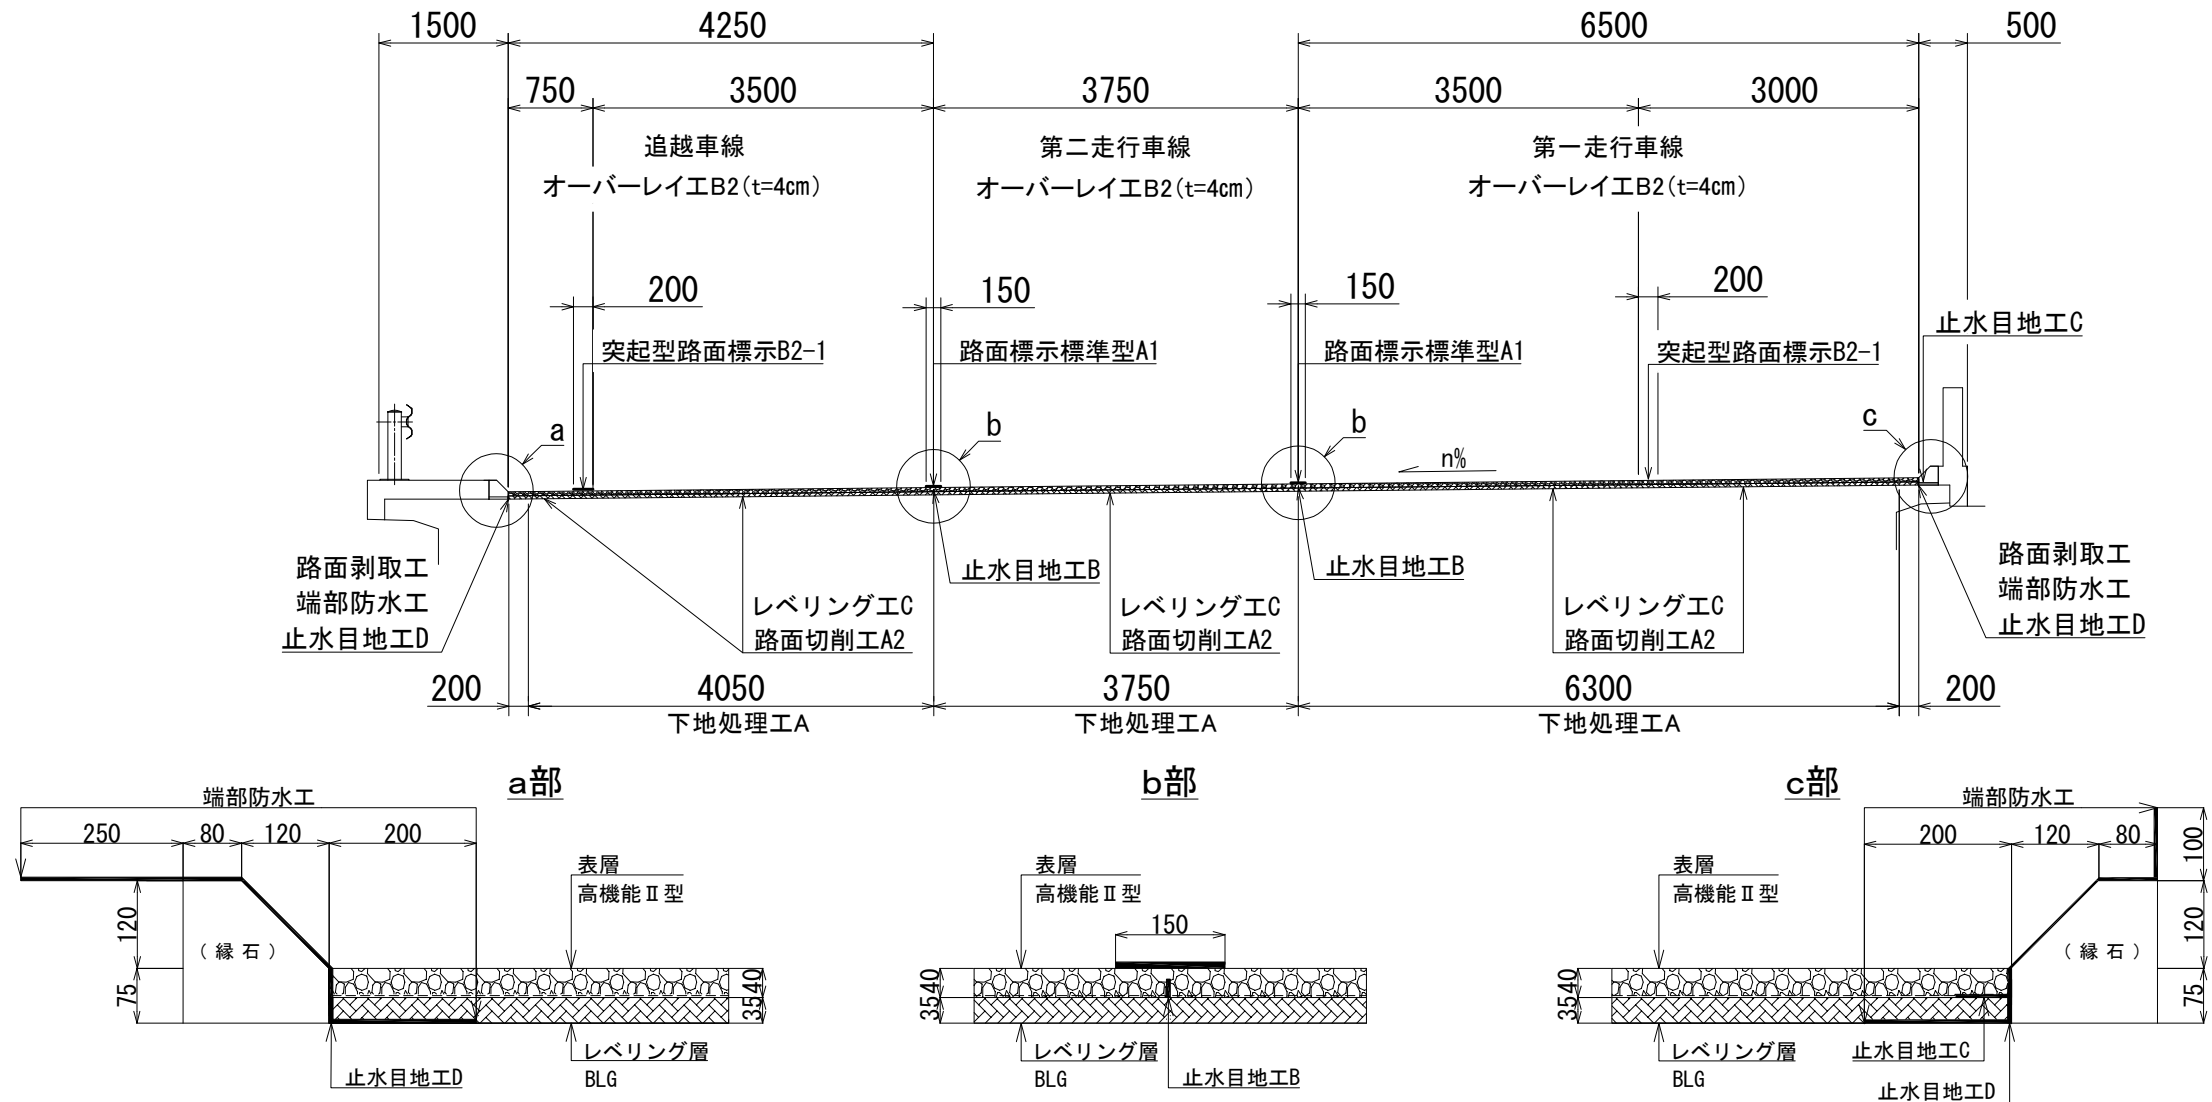 1500
4250
6500
500
750
3500
3750
3500
3000
追越車線
オーバーレイ工B2(t=4cm)
第二走行車線
オーバーレイ工B2(t=4cm)
第一走行車線
オーバーレイ工B2(t=4cm)
200
150
150
200
突起型路面標示B2-1
路面標示標準型A1
路面標示標準型A1
突起型路面標示B2-1
止水目地工C
a
b
b
c
n%
路面剥取工
端部防水工
止水目地工D
レベリング工C
路面切削工A2
止水目地工B
レベリング工C
路面切削工A2
止水目地工B
レベリング工C
路面切削工A2
路面剥取工
端部防水工
止水目地工D
200
4050
3750
6300
200
下地処理工A
下地処理工A
下地処理工A
a部
端部防水工
250
80
120
200
120
75
(縁石)
表層
高機能Ⅱ型
40
35
レベリング層
BLG
止水目地工D
b部
表層
高機能Ⅱ型
150
40
35
レベリング層
BLG
止水目地工B
c部
端部防水工
200
120
80
100
120
75
(縁石)
表層
高機能Ⅱ型
40
35
レベリング層
BLG
止水目地工C
止水目地工D